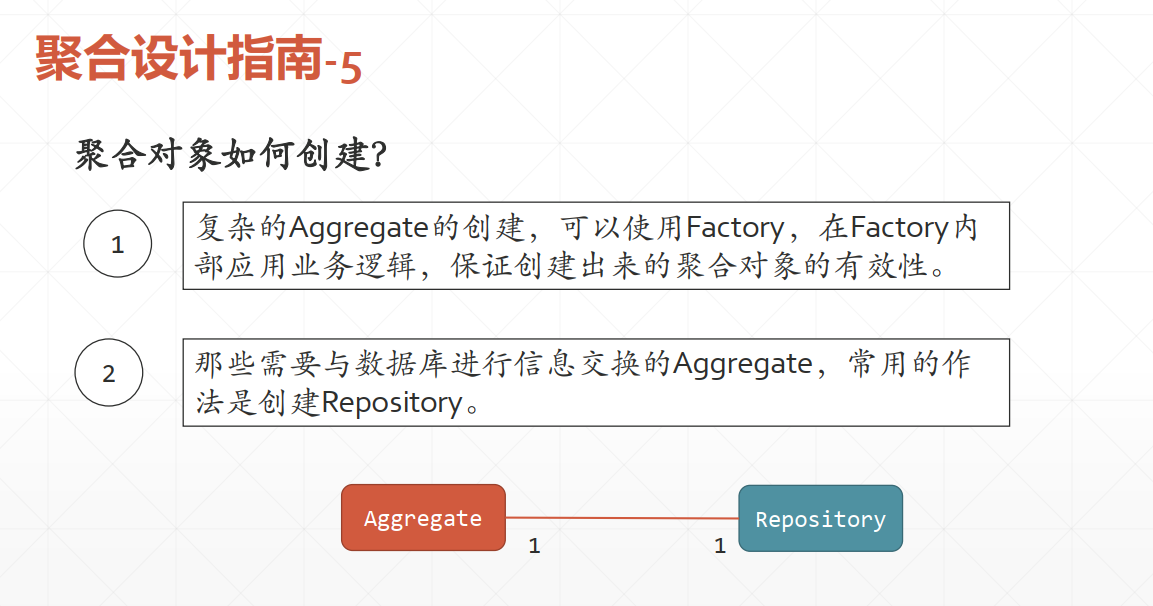 聚合设计指南-5
聚合对象如何创建?
1
复杂的Aggregate的创建，可以使用Factory，在Factory内
部应用业务逻辑，保证创建出来的聚合对象的有效性。
2
那些需要与数据库进行信息交换的Aggregate，常用的作
法是创建Repository。
Aggregate
1
1
Repository